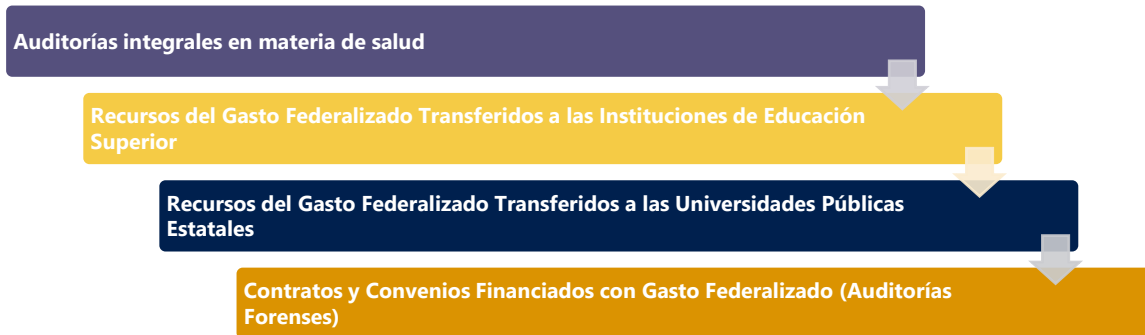 Auditorías integrales en materia de salud
Recursos del Gasto Federalizado Transferidos a las Instituciones de Educación
Superior
Recursos del Gasto Federalizado Transferidos a las Universidades Públicas
Estatales
Contratos y Convenios Financiados con Gasto Federalizado (Auditorías
Forenses)